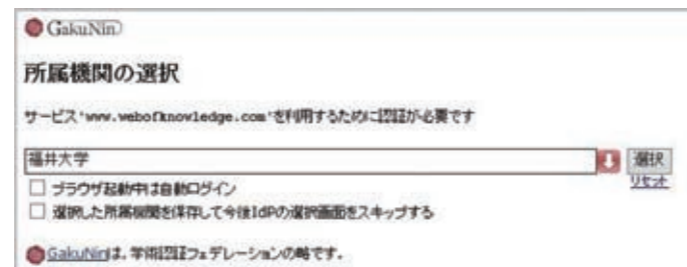 GakuNin
所属機関の選択
サービス'www.webofknowledge.com'を利用するために認証が必要です
福井大学 選択
リセット
ブラウザ起動中は自動ログイン
選択した所属機関を保存して今後IdPの選択画面をスキップする
GakuNinは、学術認証フェデレーションの略です。